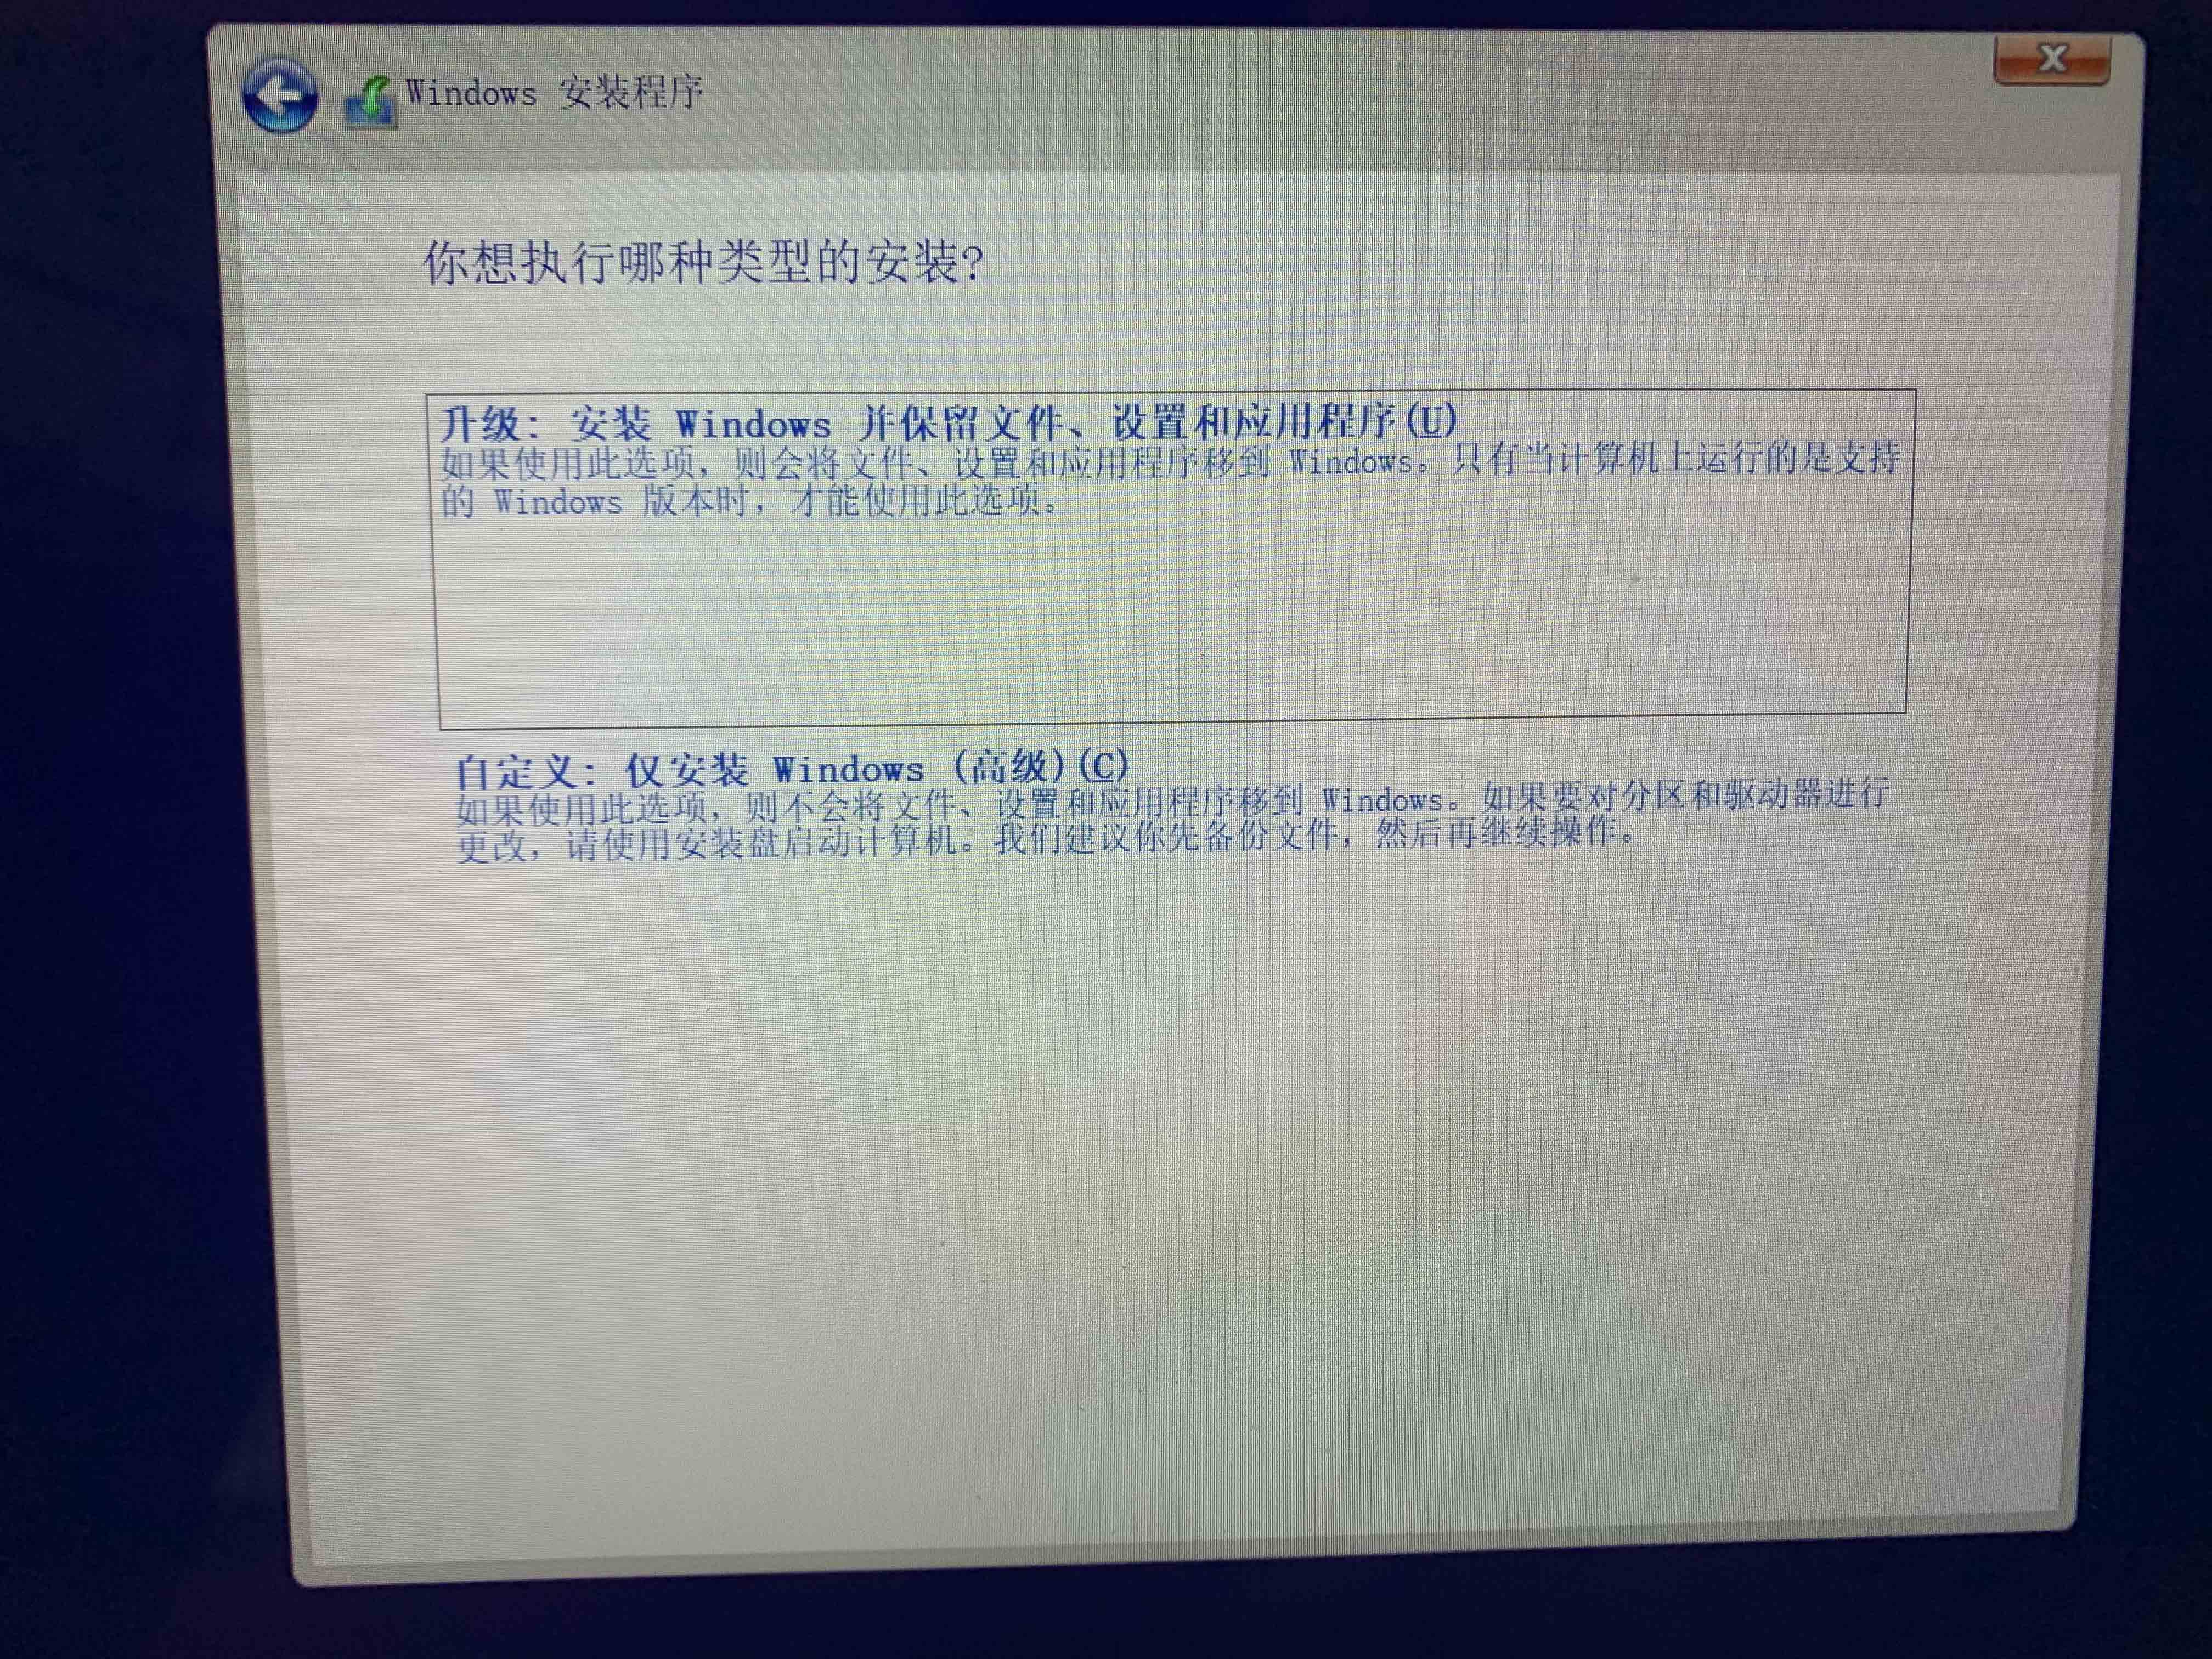 Windows 安装程序
你想执行哪种类型的安装?
升级: 安装 Windows 并保留文件、设置和应用程序(U)
如果使用此选项，则会将文件、设置和应用程序移到 Windows。只有当计算机上运行的是支持
的 Windows 版本时，才能使用此选项。
自定义: 仅安装 Windows (高级)(C)
如果使用此选项，则不会将文件、设置和应用程序移到 Windows。如果要对分区和驱动器进行
更改，请使用安装盘启动计算机。我们建议你先备份文件，然后再继续操作。